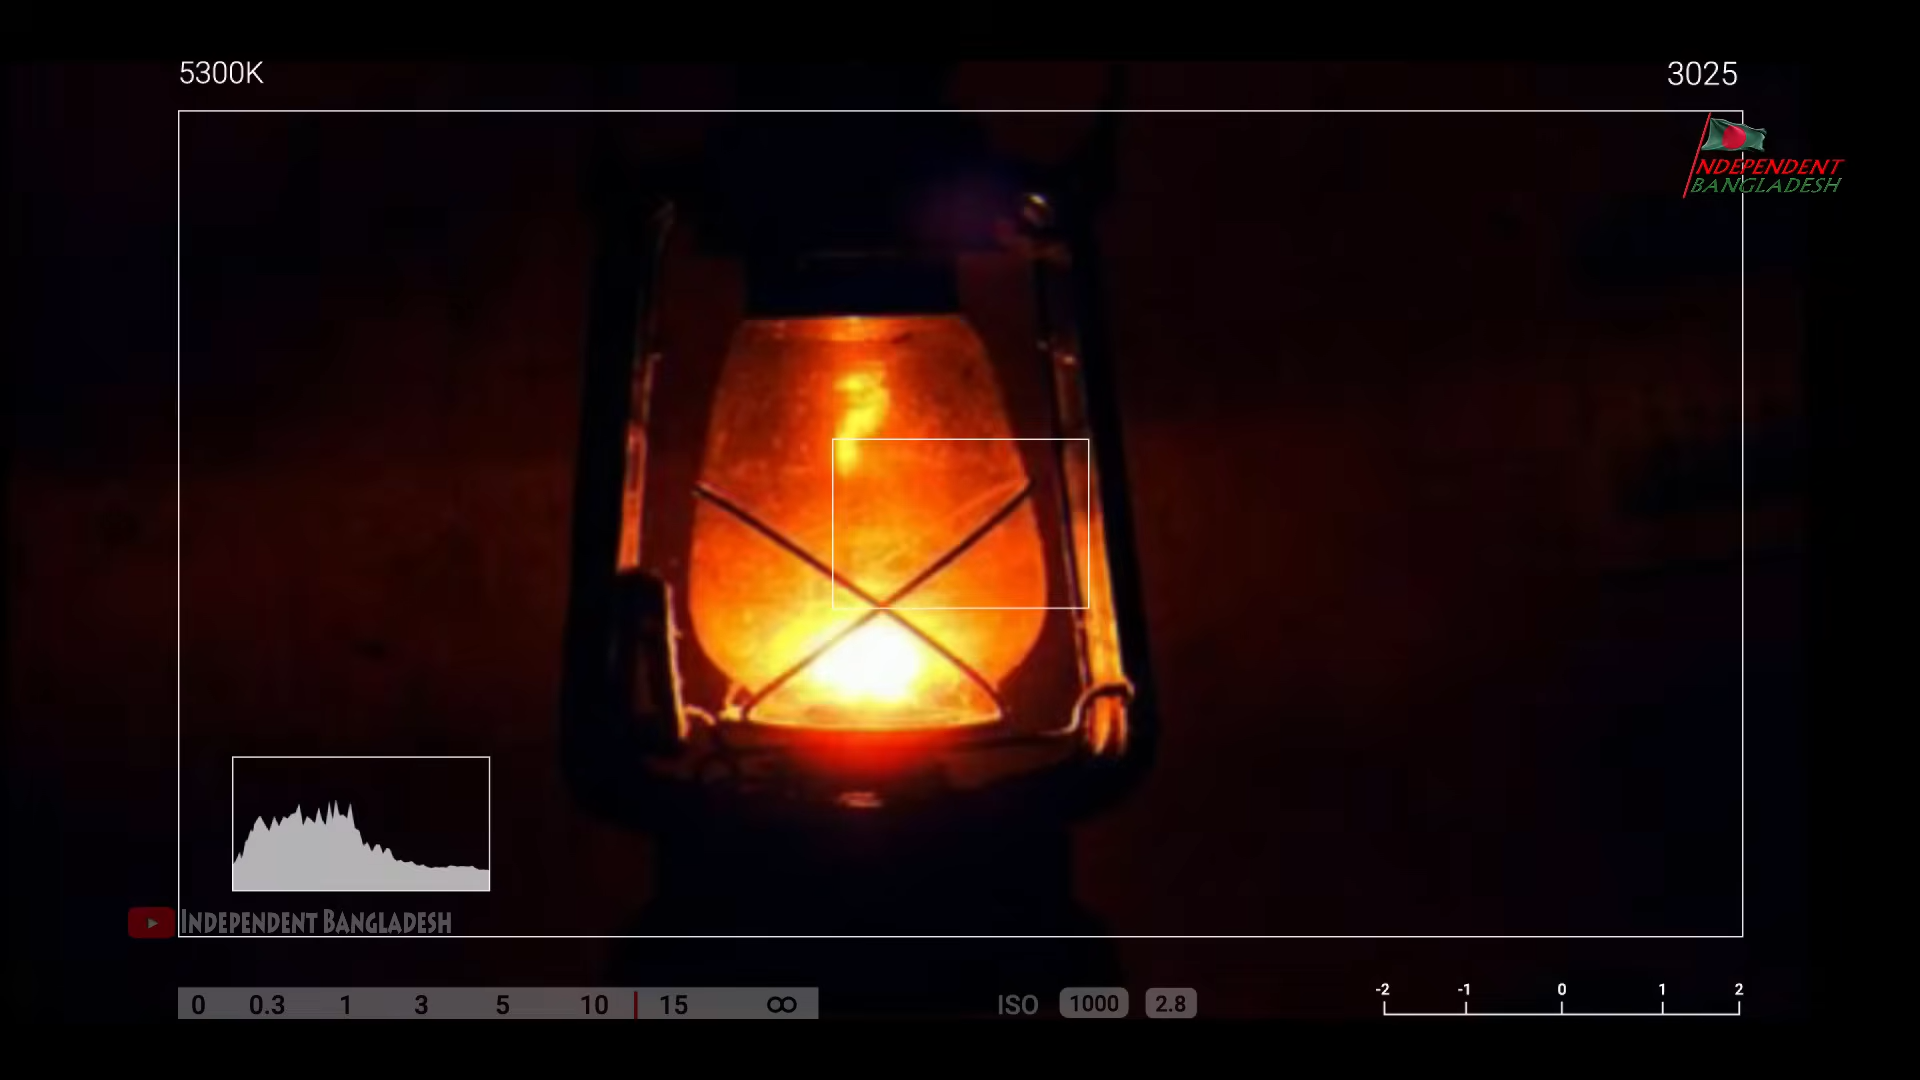 5300K
3025
NDEPENDENT
BANGLADESH
INDEPENDENT BANGLADESH
0 0.3 1 3 5 10 15 ∞
ISO 1000 2.8
-2 -1 0 1 2